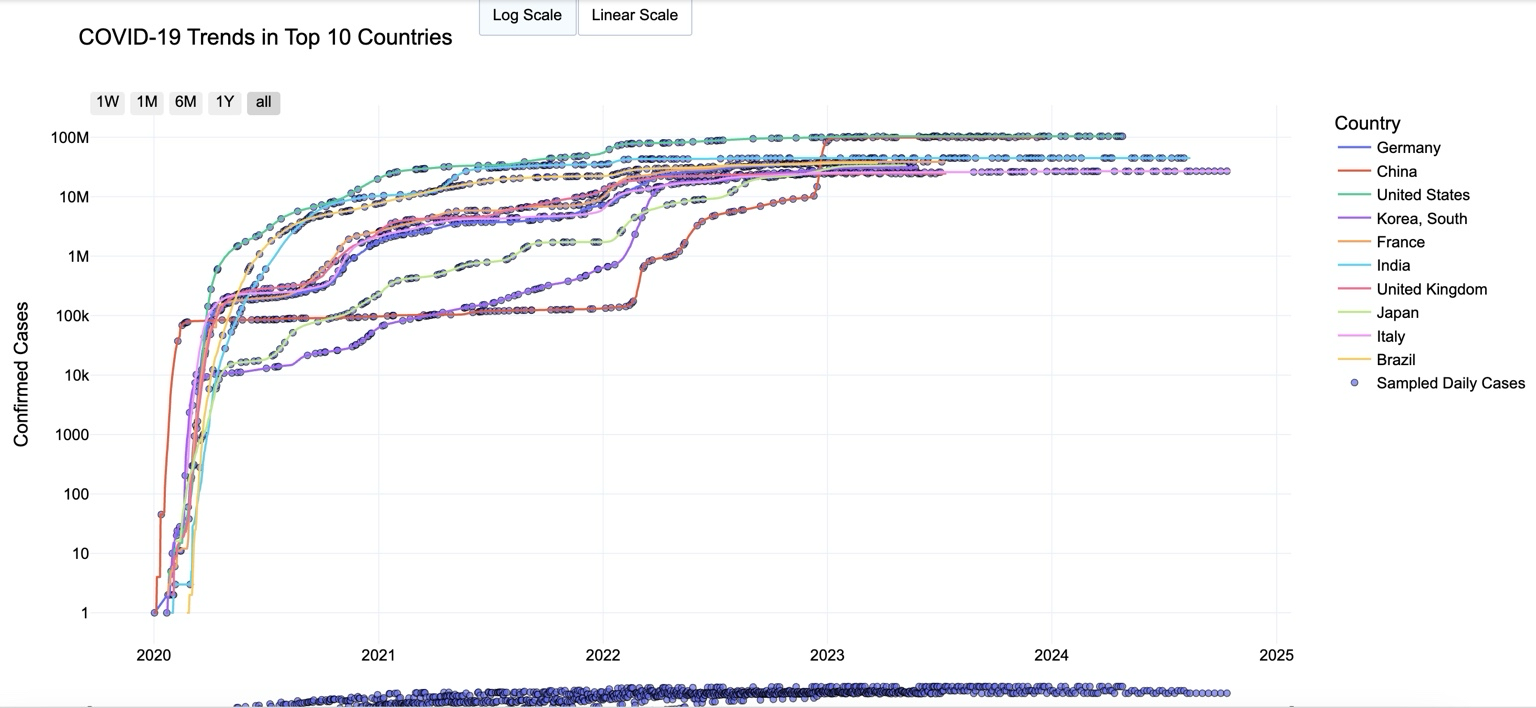 Log Scale
Linear Scale
COVID-19 Trends in Top 10 Countries
1W
1M
6M
1Y
all
Country
Germany
China
United States
Korea, South
France
India
United Kingdom
Japan
Italy
Brazil
Sampled Daily Cases
Confirmed Cases
100M
10M
1M
100k
10k
1000
100
10
1
2020
2021
2022
2023
2024
2025